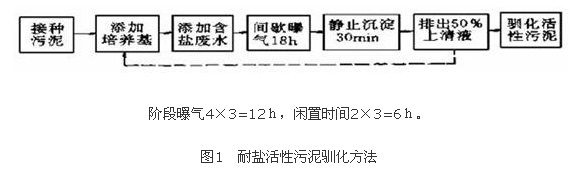 接种污泥
添加培养基
添加含盐废水
间歇曝气18h
静止沉淀30min
排出50%上清液
驯化活性污泥
阶段曝气4×3=12h，闲置时间2×3=6h。
图1 耐盐活性污泥驯化方法